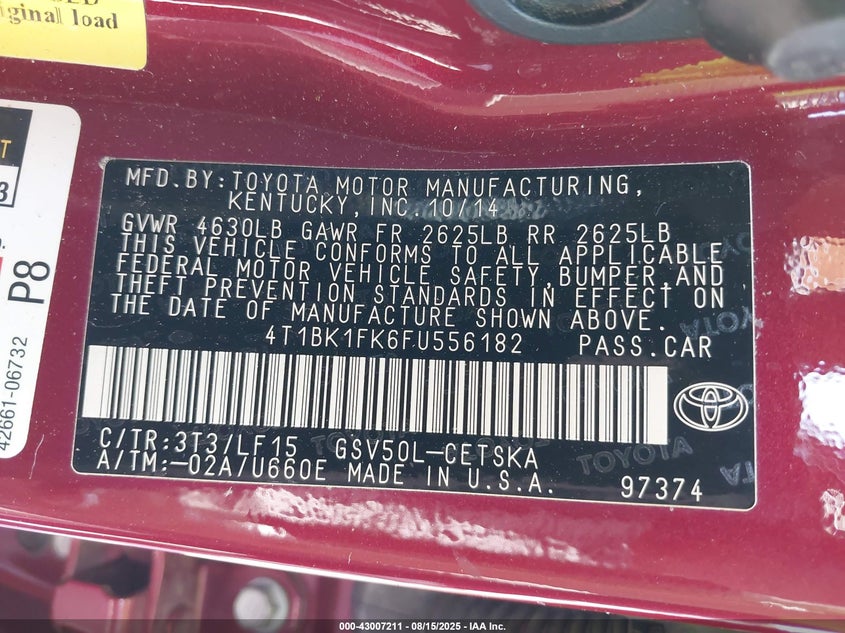 iginal load
T
3
P8
42661-06732
MFD.BY:TOYOTA MOTOR MANUFACTURING,
KENTUCKY,INC.10/14
GVWR 4630LB GAWR FR 2625LB RR 2625LB
THIS VEHICLE CONFORMS TO ALL APPLICABLE
FEDERAL MOTOR VEHICLE SAFETY,BUMPER,AND
THEFT PREVENTION STANDARDS IN EFFECT ON
THE DATE OF MANUFACTURE SHOWN ABOVE.
4T1BK1FK6FU556182 PASS.CAR
C/TR:3T3/LF15 GSV50L-CETSKA
A/TM:-02A/U660E MADE IN U.S.A.
97374
TOYOTA
000-43007211 - 08/15/2025 - IAA Inc.